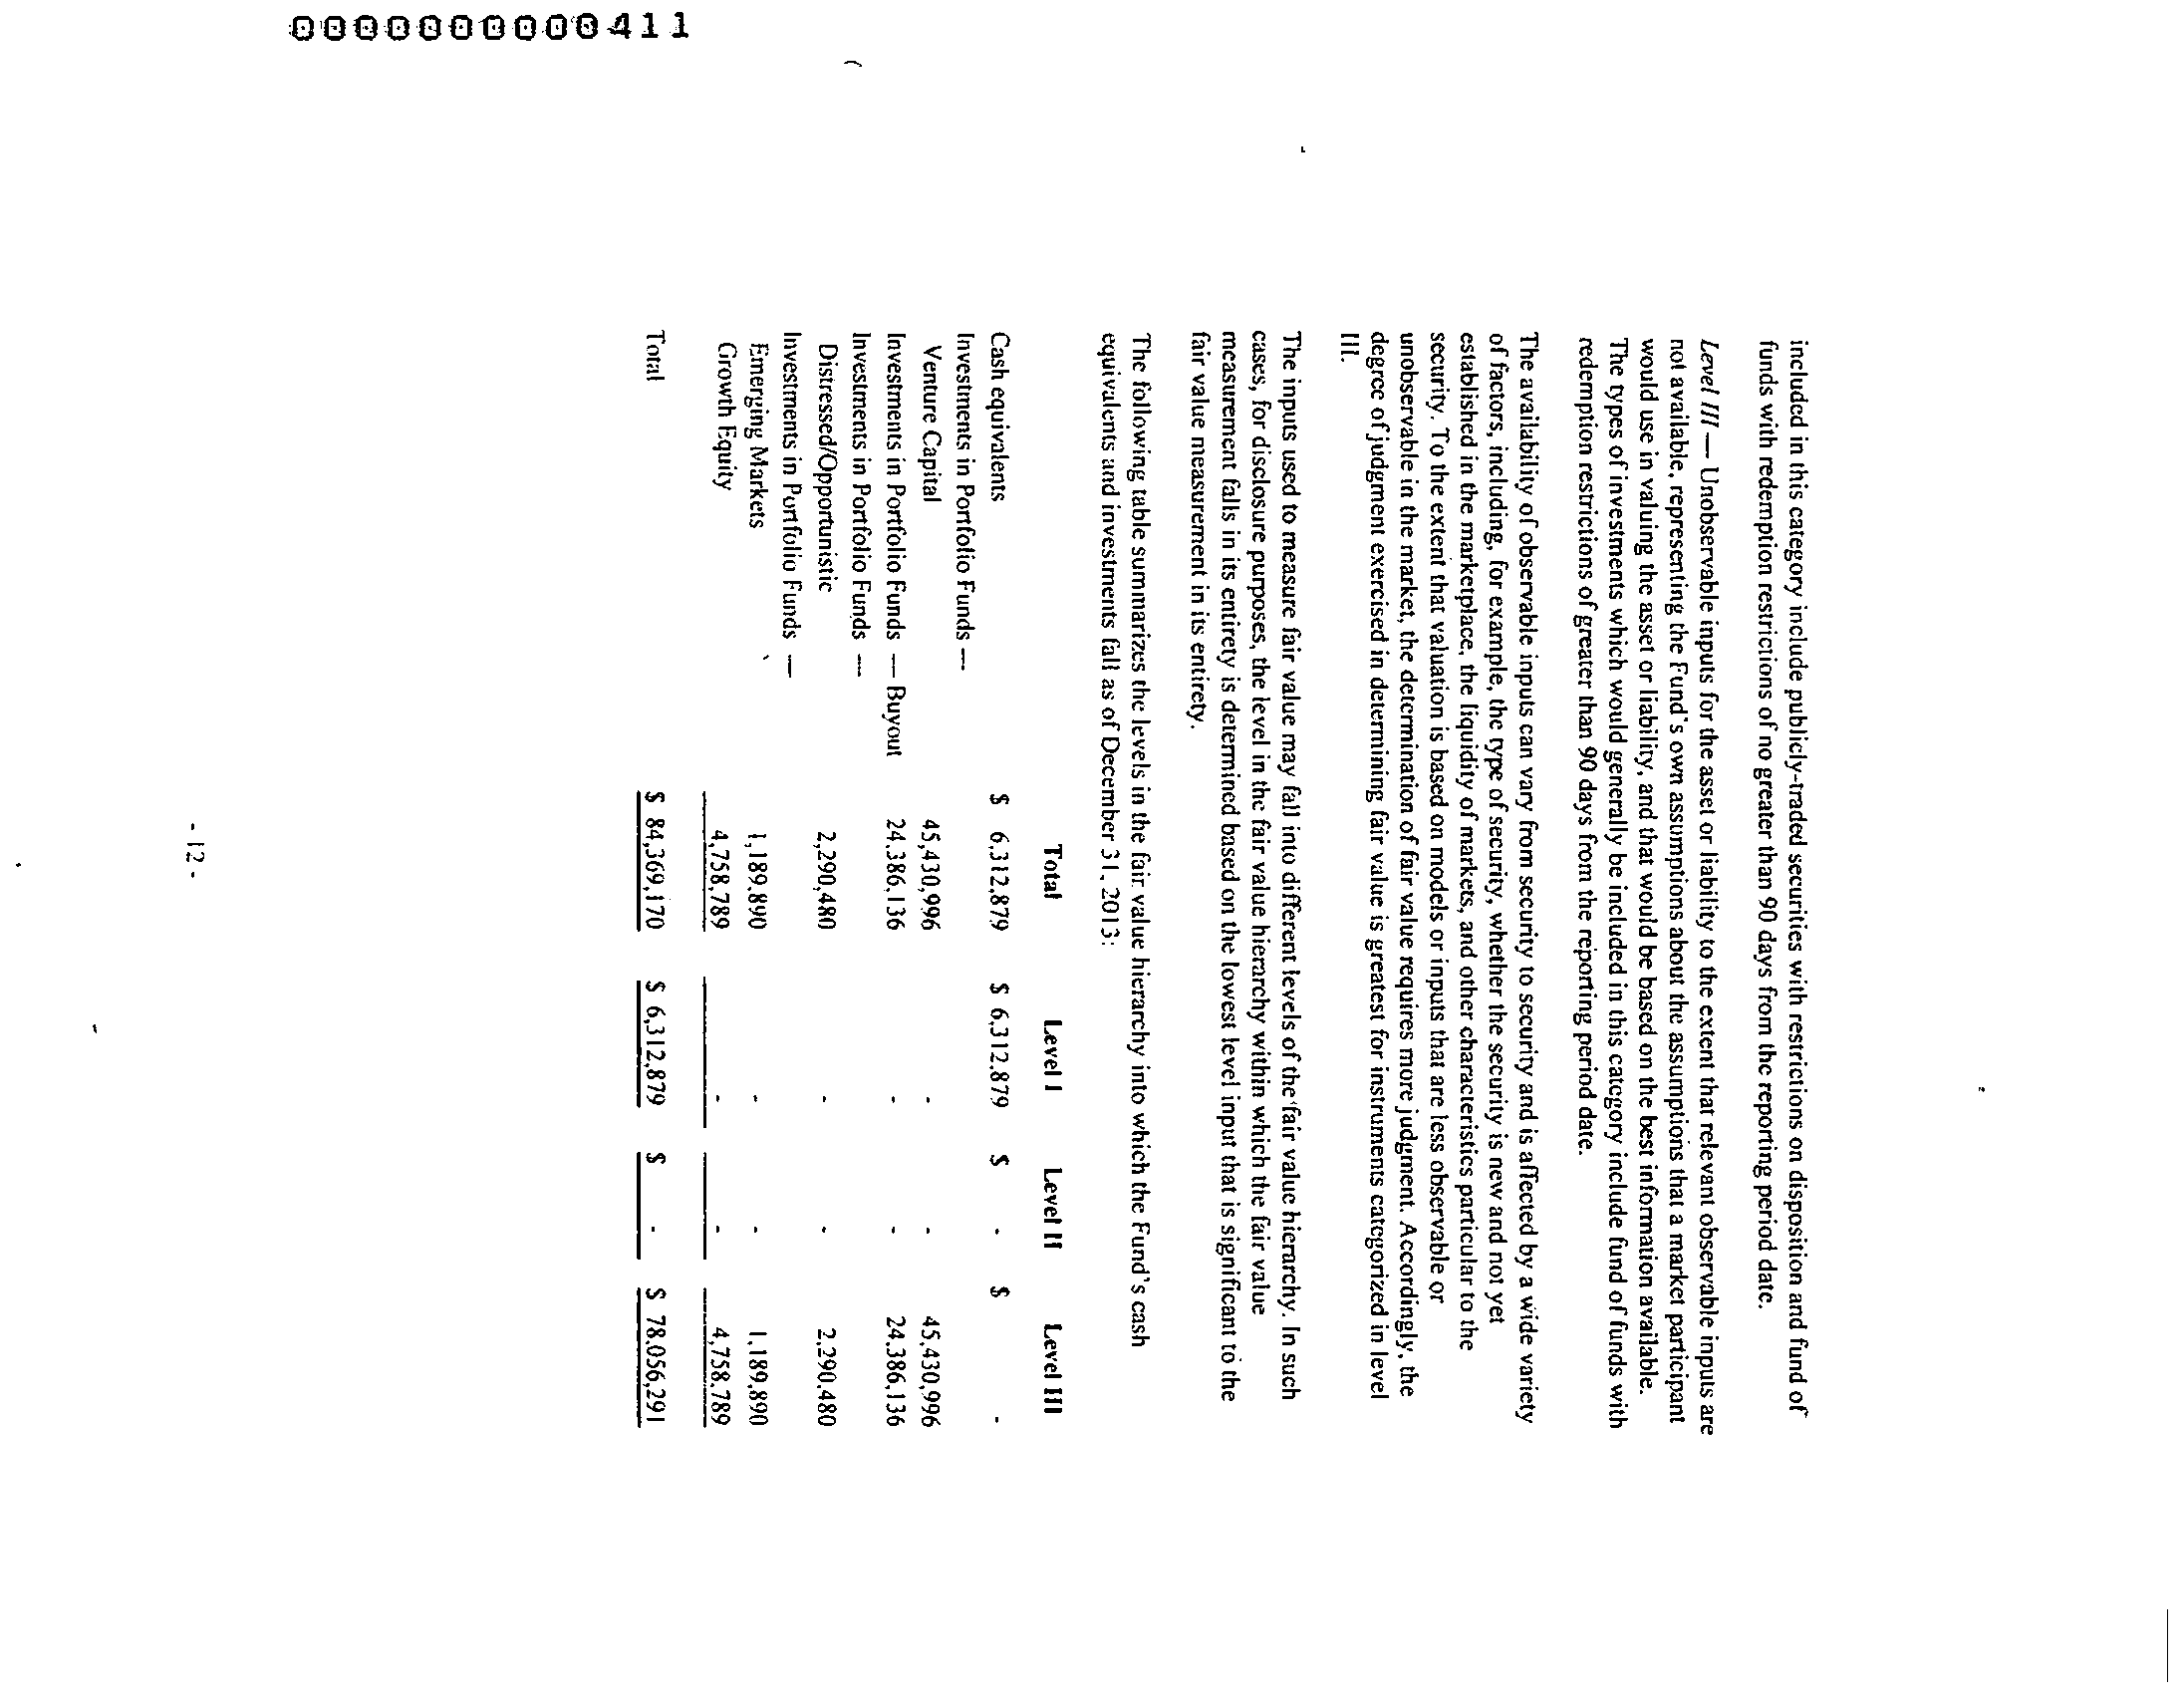 0000000000411
included in this category include publicly-traded securities with restrictions on disposition and fund of
funds with redemption restrictions of no greater than 90 days from the reporting period date.
Level III — Unobservable inputs for the asset or liability to the extent that relevant observable inputs are
not available, representing the Fund's own assumptions about the assumptions that a market participant
would use in valuing the asset or liability, and that would be based on the best information available.
The types of investments which would generally be included in this category include fund of funds with
redemption restrictions of greater than 90 days from the reporting period date.
The availability of observable inputs can vary from security to security and is affected by a wide variety
of factors, including, for example, the type of security, whether the security is new and not yet
established in the marketplace, the liquidity of markets, and other characteristics particular to the
security. To the extent that valuation is based on models or inputs that are less observable or
unobservable in the market, the determination of fair value requires more judgment. Accordingly, the
degree of judgment exercised in determining fair value is greatest for instruments categorized in level
III.
The inputs used to measure fair value may fall into different levels of the fair value hierarchy. In such
cases, for disclosure purposes, the level in the fair value hierarchy within which the fair value
measurement falls in its entirety is determined based on the lowest level input that is significant to the
fair value measurement in its entirety.
The following table summarizes the levels in the fair value hierarchy into which the Fund's cash
equivalents and investments fall as of December 31, 2013:
Total Level I Level II Level III
Cash equivalents $ 6,312,879 $ 6,312,879 $ - $ -
Investments in Portfolio Funds —
Venture Capital 45,430,996 - - 45,430,996
Investments in Portfolio Funds — Buyout 24,386,136 - - 24,386,136
Investments in Portfolio Funds —
Distressed/Opportunistic 2,290,480 - - 2,290,480
Investments in Portfolio Funds —
Emerging Markets 1,189,890 - - 1,189,890
Growth Equity 4,758,789 - - 4,758,789
Total $ 84,369,170 $ 6,312,879 $ - $ 78,056,291
- 12 -